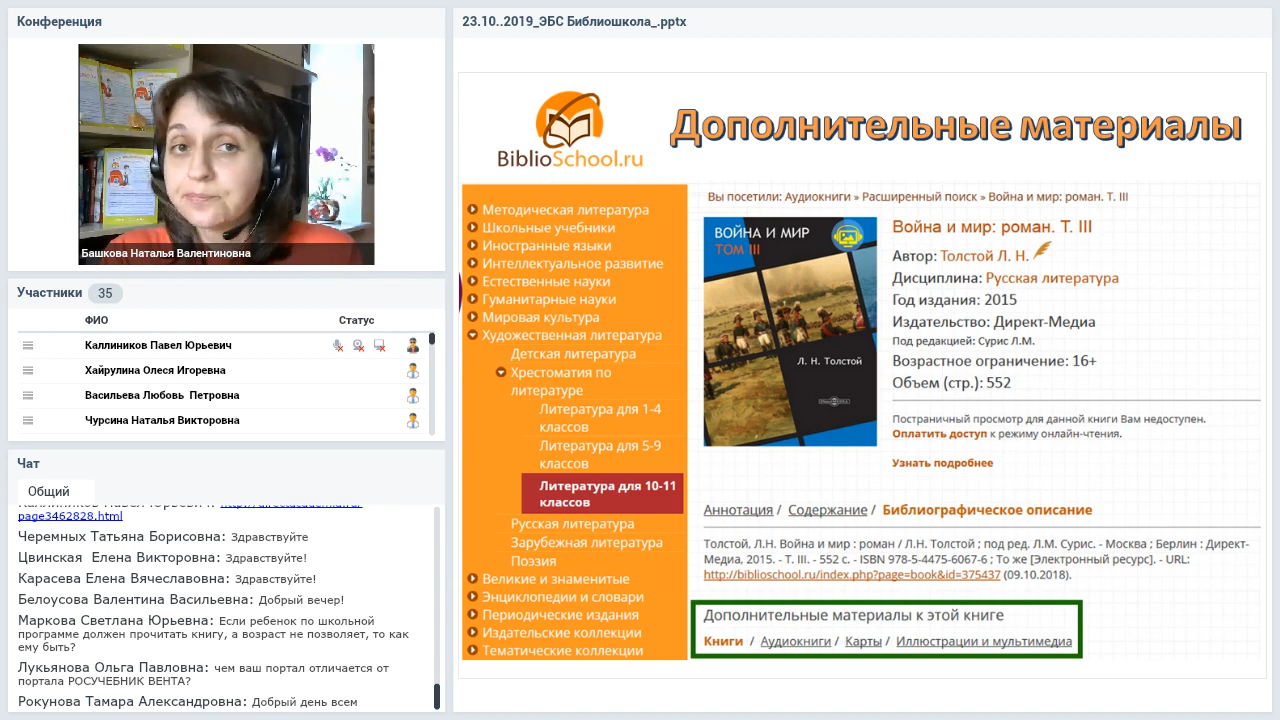 Конференция
Башкова Наталья Валентиновна
Участники 35
ФИО Статус
Каллиников Павел Юрьевич
Хайрулина Олеся Игоревна
Васильева Любовь Петровна
Чурсина Наталья Викторовна
Чат
Общий
page3462828.html
Черемных Татьяна Борисовна: Здравствуйте
Цвинская Елена Викторовна: Здравствуйте!
Карасева Елена Вячеславовна: Здравствуйте!
Белоусова Валентина Васильевна: Добрый вечер!
Маркова Светлана Юрьевна: Если ребенок по школьной
программе должен прочитать книгу, а возраст не позволяет, то как
ему быть?
Лукьянова Ольга Павловна: чем ваш портал отличается от
портала РОСУЧЕБНИК ВЕНТА?
Рокунова Тамара Александровна: Добрый день всем
23.10..2019_ЭБС Библиошкола_.pptx
BiblioSchool.ru
Дополнительные материалы
Методическая литература
Школьные учебники
Иностранные языки
Интеллектуальное развитие
Естественные науки
Гуманитарные науки
Мировая культура
Художественная литература
Детская литература
Хрестоматия по
литературе
Литература для 1-4
классов
Литература для 5-9
классов
Литература для 10-11
классов
Русская литература
Зарубежная литература
Поэзия
Великие и знаменитые
Энциклопедии и словари
Периодические издания
Издательские коллекции
Тематические коллекции
Вы посетили: Аудиокниги » Расширенный поиск » Война и мир: роман. Т. III
ВОЙНА И МИР
ТОМ III
Л. Н. Толстой
Война и мир: роман. Т. III
Автор: Толстой Л. Н.
Дисциплина: Русская литература
Год издания: 2015
Издательство: Директ-Медиа
Под редакцией: Сурис Л.М.
Возрастное ограничение: 16+
Объем (стр.): 552
Постраничный просмотр для данной книги Вам недоступен.
Оплатить доступ к режиму онлайн-чтения.
Узнать подробнее
Аннотация / Содержание / Библиографическое описание
Толстой, Л.Н. Война и мир : роман / Л.Н. Толстой ; под ред. Л.М. Сурис. - Москва ; Берлин : Директ-
Медиа, 2015. - Т. III. - 552 с. - ISBN 978-5-4475-6067-6 ; То же [Электронный ресурс]. - URL:
http://biblioschool.ru/index.php?page=book&id=375437 (09.10.2018).
Дополнительные материалы к этой книге
Книги / Аудиокниги / Карты / Иллюстрации и мультимедиа